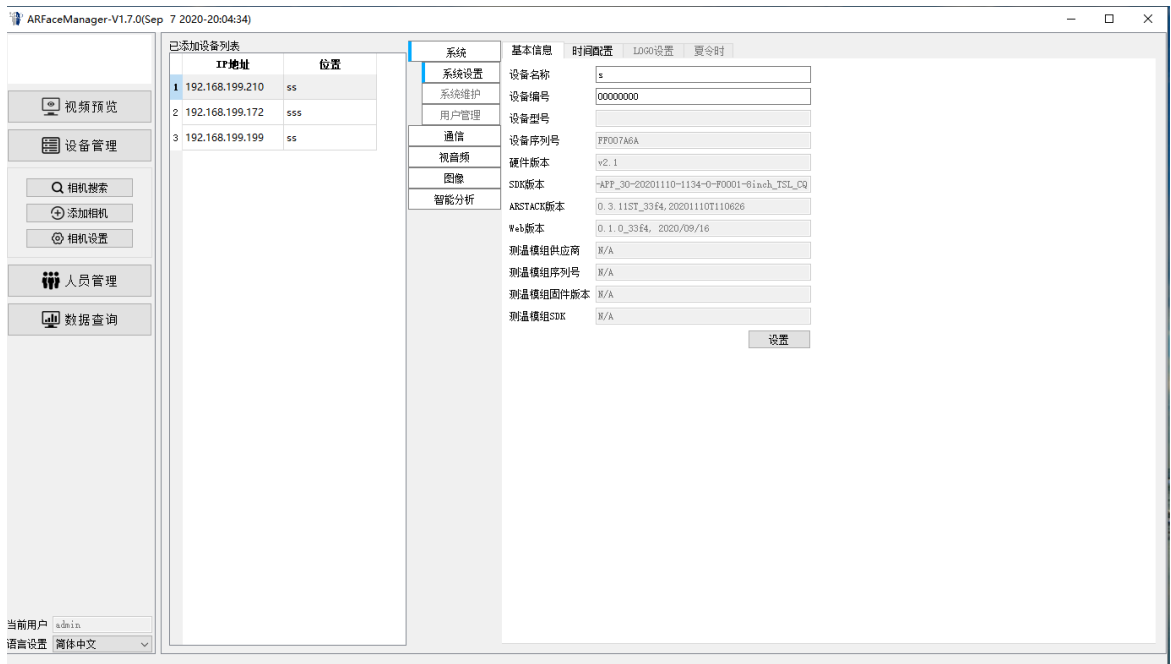 ARFaceManager-V1.7.0(Sep 7 2020-20:04:34)
视频预览
设备管理
相机搜索
添加相机
相机设置
人员管理
数据查询
当前用户 admin
语言设置 简体中文
已添加设备列表
IP地址 位置
1 192.168.199.210 ss
2 192.168.199.172 sss
3 192.168.199.199 ss
系统
系统设置
系统维护
用户管理
通信
视音频
图像
智能分析
基本信息 时间配置 LOGO设置 夏令时
设备名称 s
设备编号 00000000
设备型号
设备序列号 FF007A6A
硬件版本 v2.1
SDK版本 -APP_30-20201110-1134-0-F0001-8inch_TSL_CQ
ARSTACK版本 0.3.11ST_33f4,20201110T110626
Web版本 0.1.0_33f4, 2020/09/16
测温模组供应商 N/A
测温模组序列号 N/A
测温模组固件版本 N/A
测温模组SDK N/A
设置